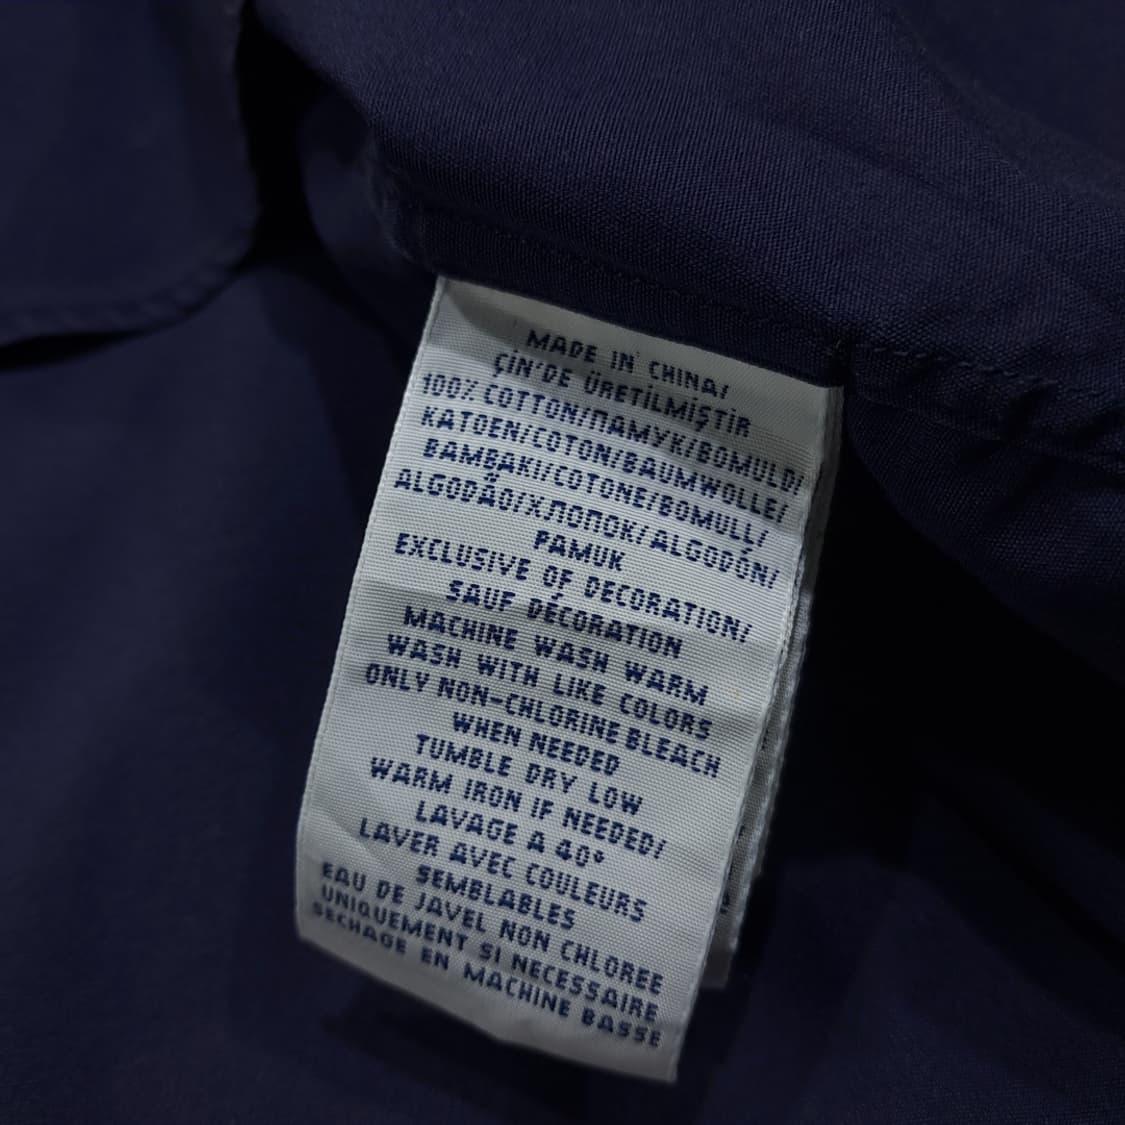 MADE IN CHINA/
ÇİN'DE ÜRETİLMİŞTİR
100% COTTON/ПАМУК/BOMULD/
KATOEN/COTON/BAUMWOLLE/
BAMBAKI/COTONE/BOMULL/
ALGODÃO/ХЛОПОК/ALGODÓN/
PAMUK
EXCLUSIVE OF DECORATION/
SAUF DÉCORATION
MACHINE WASH WARM
WASH WITH LIKE COLORS
ONLY NON-CHLORINE BLEACH
WHEN NEEDED
TUMBLE DRY LOW
WARM IRON IF NEEDED/
LAVAGE A 40°
LAVER AVEC COULEURS
SEMBLABLES
EAU DE JAVEL NON CHLOREE
UNIQUEMENT SI NECESSAIRE
SECHAGE EN MACHINE BASSE